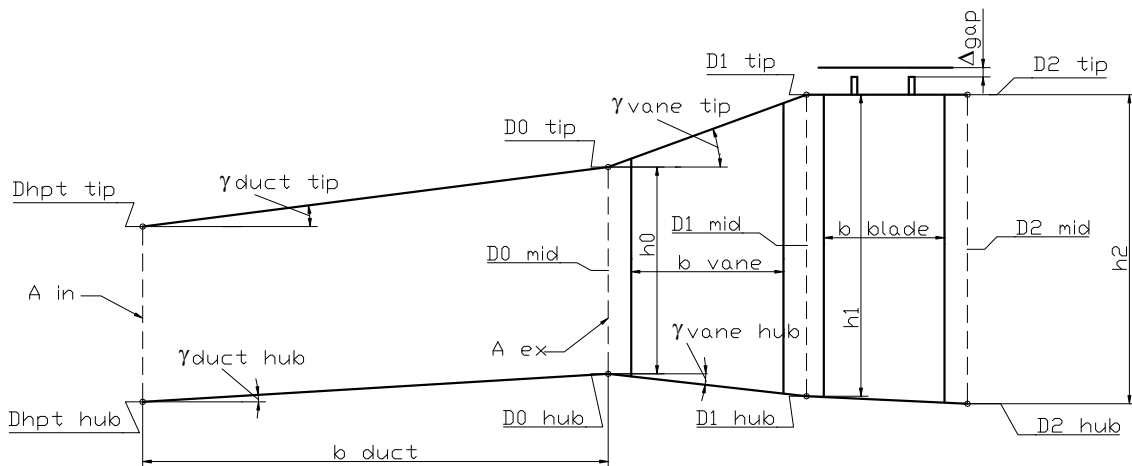 Δgap
D1 tip
D2 tip
γvane tip
D0 tip
Dhpt tip
γduct tip
D1 mid
b blade
D2 mid
h0
D0 mid
b vane
h2
A in
h1
γvane hub
A ex
γduct hub
Dhpt hub
D0 hub
D1 hub
D2 hub
b duct